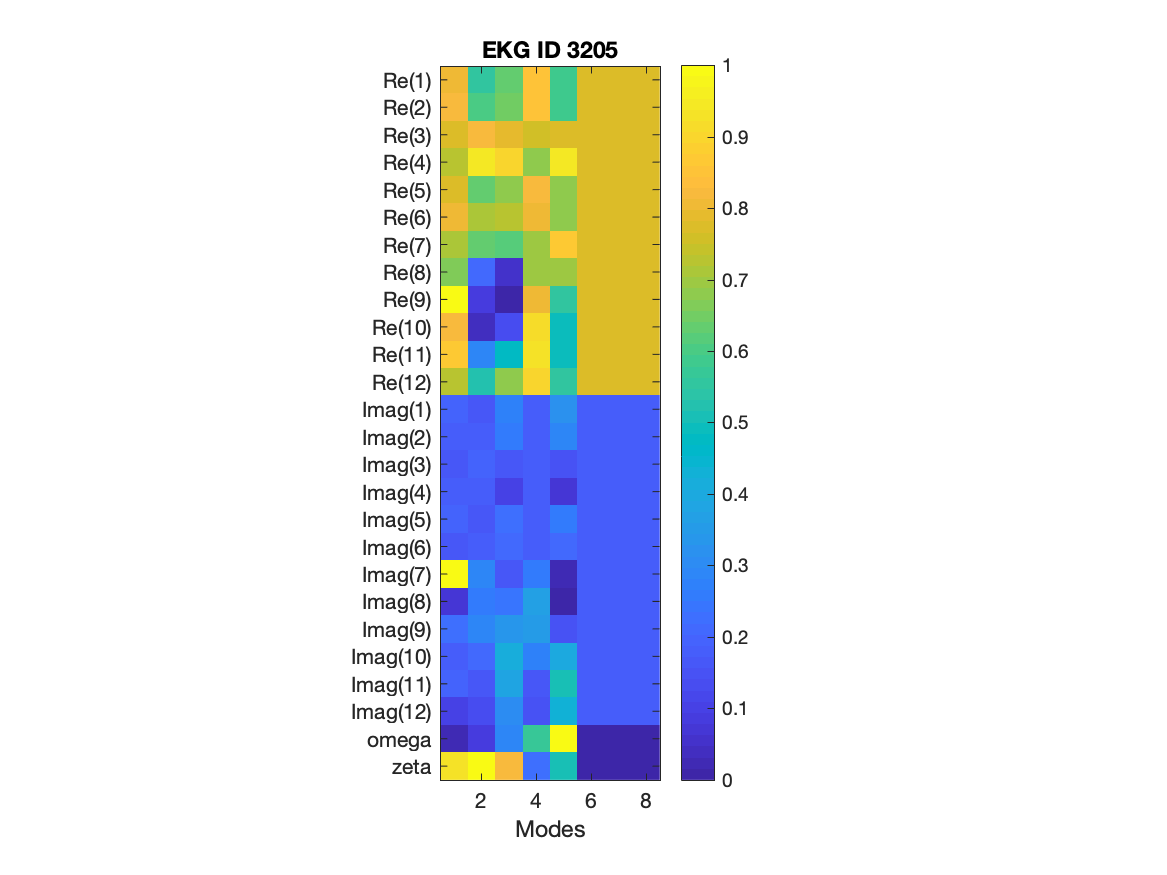 EKG ID 3205
Re(1)
Re(2)
Re(3)
Re(4)
Re(5)
Re(6)
Re(7)
Re(8)
Re(9)
Re(10)
Re(11)
Re(12)
Imag(1)
Imag(2)
Imag(3)
Imag(4)
Imag(5)
Imag(6)
Imag(7)
Imag(8)
Imag(9)
Imag(10)
Imag(11)
Imag(12)
omega
zeta
2 4 6 8
Modes
1
0.9
0.8
0.7
0.6
0.5
0.4
0.3
0.2
0.1
0